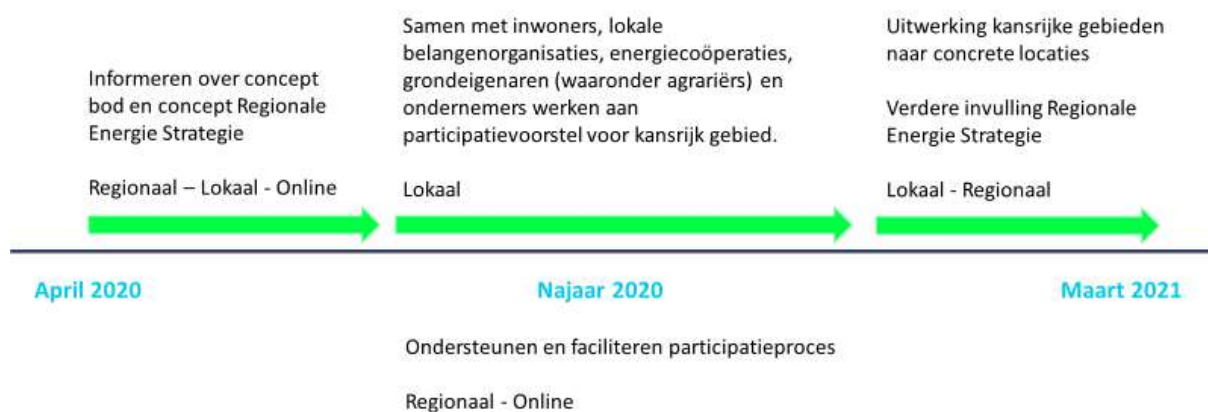 Informeren over concept
bod en concept Regionale
Energie Strategie
Regionaal – Lokaal - Online
Samen met inwoners, lokale
belangenorganisaties, energiecoöperaties,
grondeigenaren (waaronder agrariërs) en
ondernemers werken aan
participatievoorstel voor kansrijk gebied.
Lokaal
Uitwerking kansrijke gebieden
naar concrete locaties
Verdere invulling Regionale
Energie Strategie
Lokaal - Regionaal
April 2020
Najaar 2020
Maart 2021
Ondersteunen en faciliteren participatieproces
Regionaal - Online